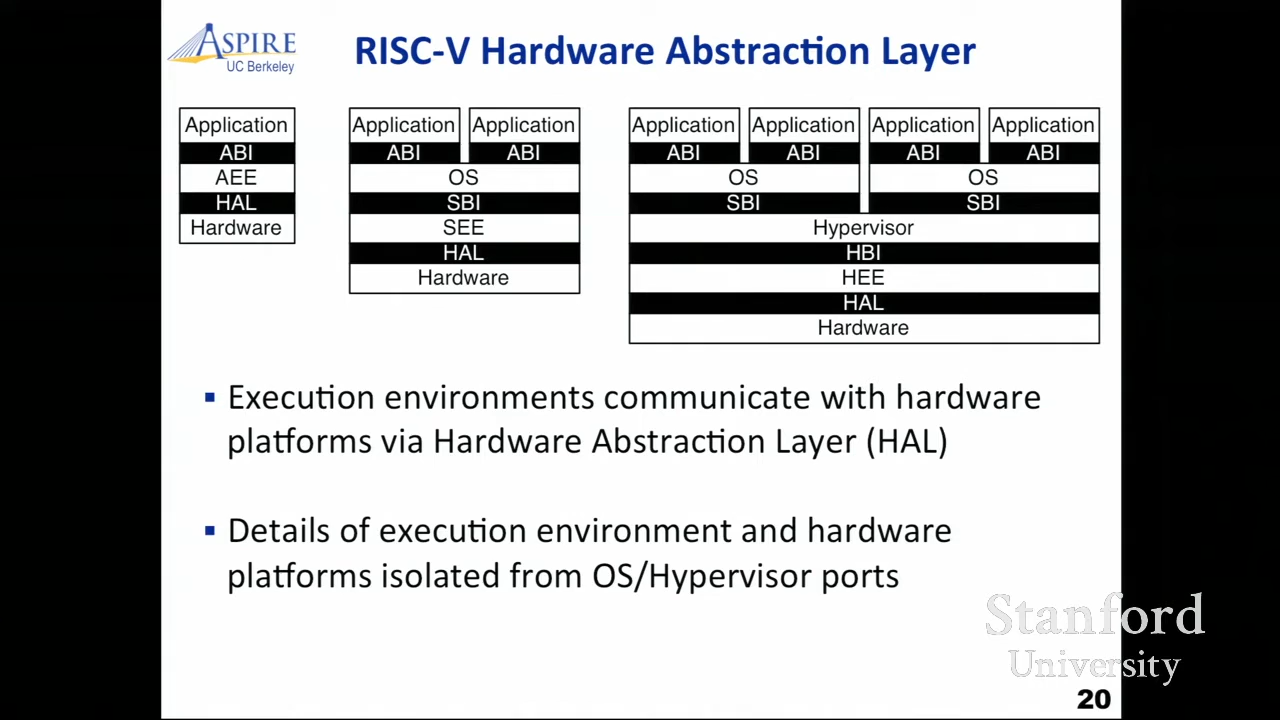 ASPIRE
UC Berkeley
RISC-V Hardware Abstraction Layer
Application
ABI
AEE
HAL
Hardware
Application Application
ABI ABI
OS
SBI
SEE
HAL
Hardware
Application Application Application Application
ABI ABI ABI ABI
OS OS
SBI SBI
Hypervisor
HBI
HEE
HAL
Hardware
▪ Execution environments communicate with hardware
platforms via Hardware Abstraction Layer (HAL)
▪ Details of execution environment and hardware
platforms isolated from OS/Hypervisor ports
Stanford
University
20